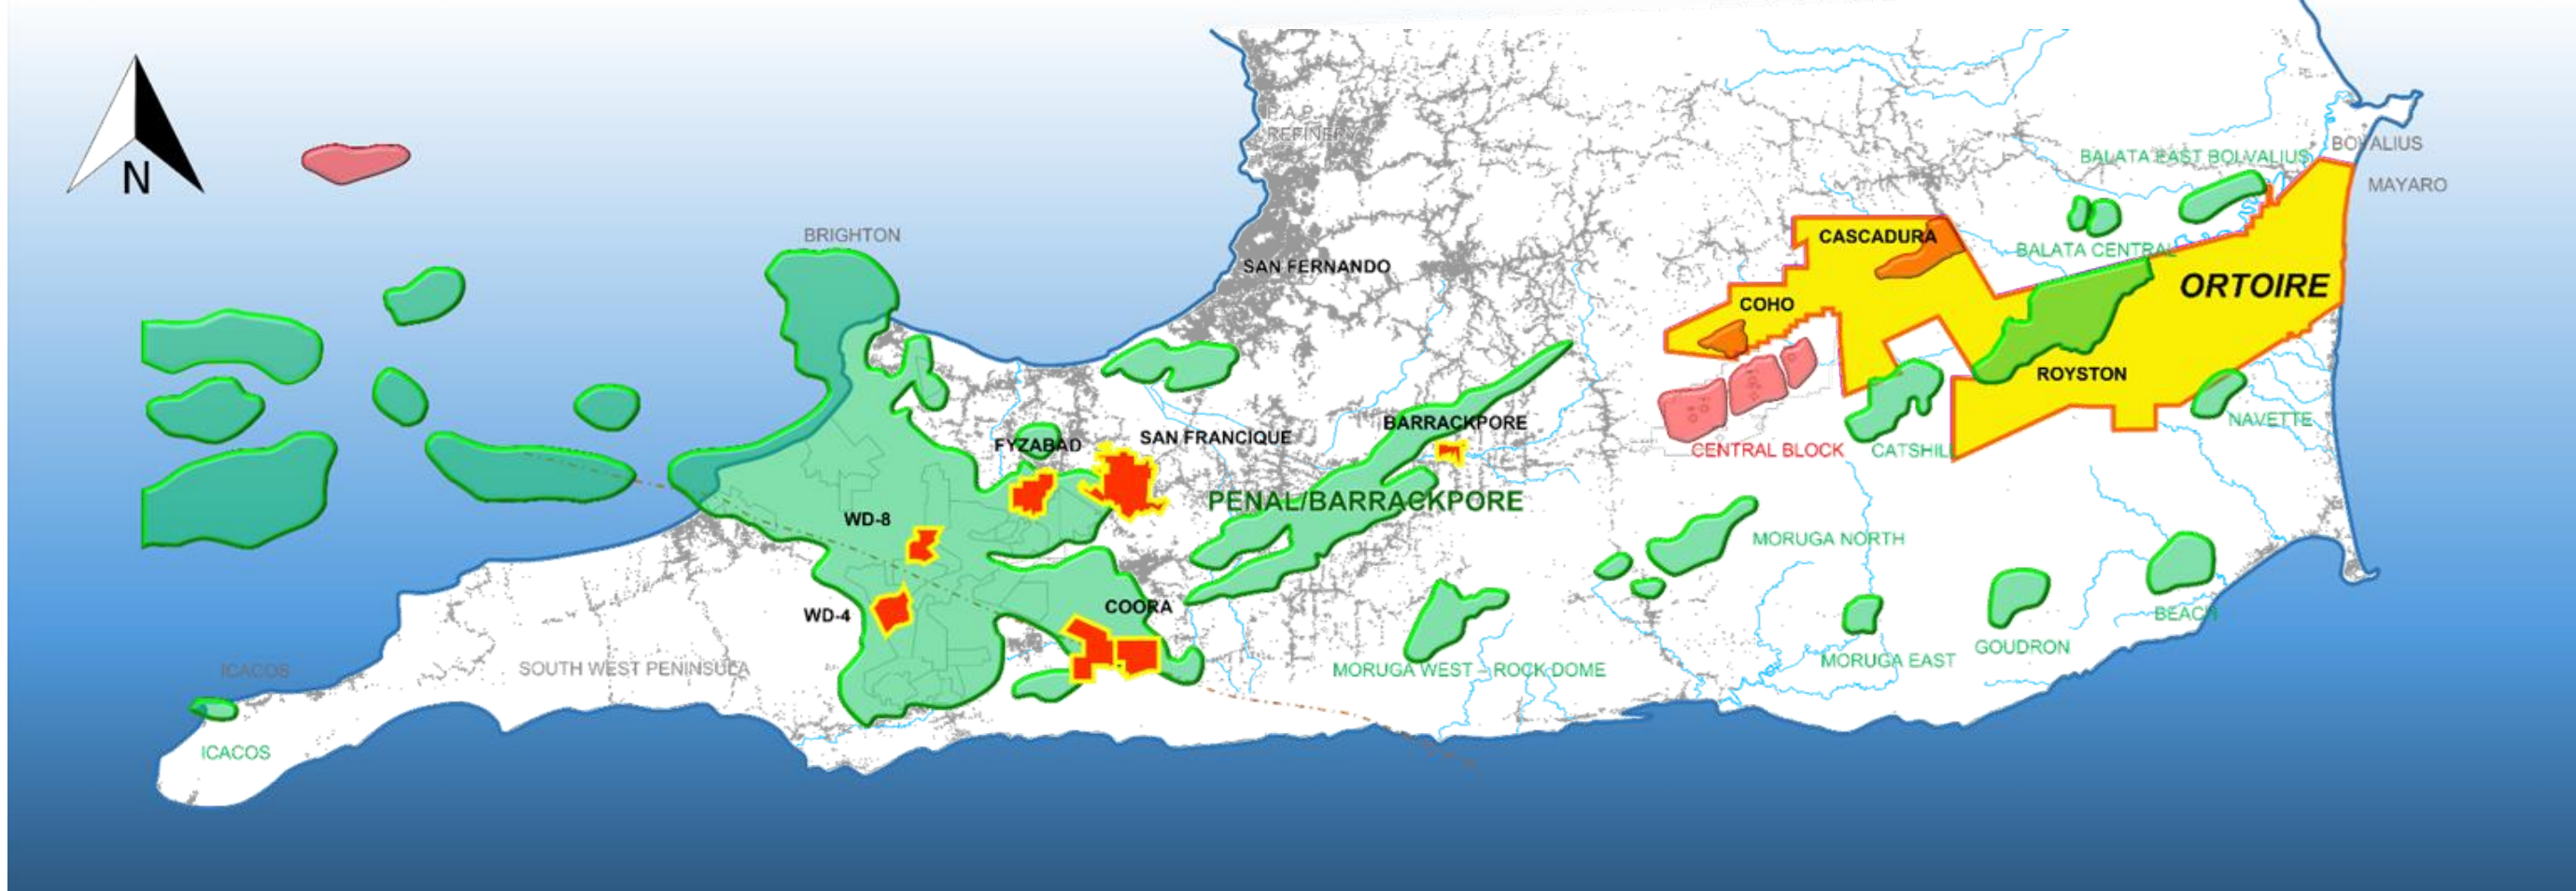 N
P.A.P.
REFINERY
BOVALIUS
BALATA EAST BOLVALIUS
MAYARO
BRIGHTON
CASCADURA
BALATA CENTRAL
SAN FERNANDO
ORTOIRE
COHO
ROYSTON
NAVETTE
BARRACKPORE
FYZABAD
SAN FRANCIQUE
CENTRAL BLOCK
CATSHILL
PENAL/BARRACKPORE
WD-8
MORUGA NORTH
COORA
WD-4
BEACH
GOUDRON
MORUGA EAST
ICACOS
SOUTH WEST PENINSULA
MORUGA WEST - ROCK DOME
ICACOS